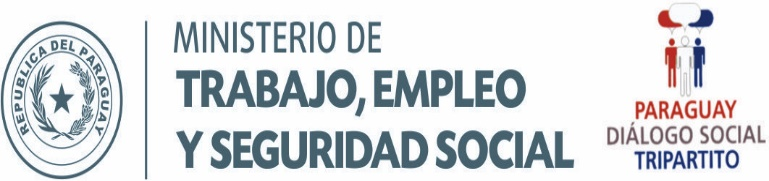 REPUBLICA DEL PARAGUAY
MINISTERIO DE
TRABAJO, EMPLEO
Y SEGURIDAD SOCIAL
PARAGUAY
DIÁLOGO SOCIAL
TRIPARTITO